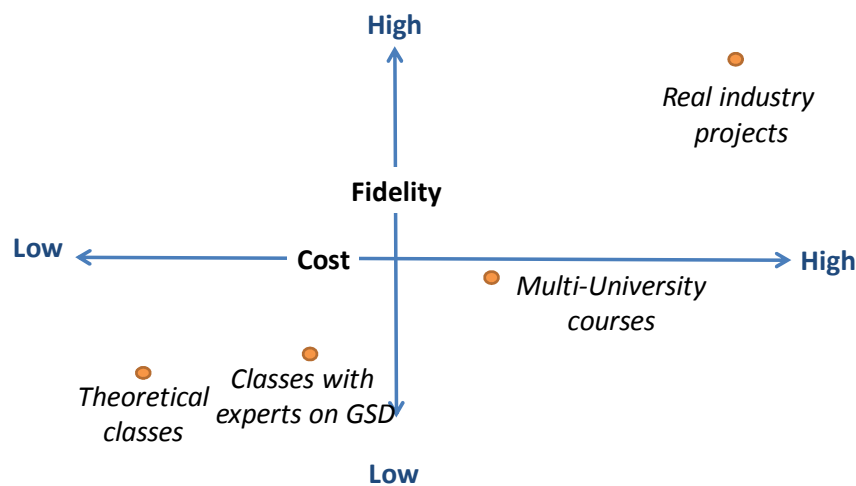 High
Real industry
projects
Fidelity
Low
Cost
High
Multi-University
courses
Classes with
experts on GSD
Theoretical
classes
Low